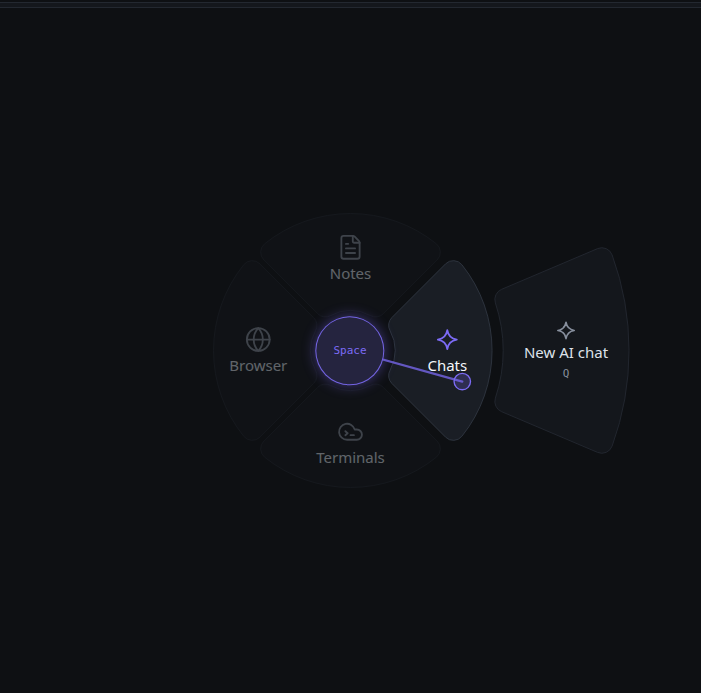 Notes
Browser
Space
Chats
New AI chat
Q
Terminals